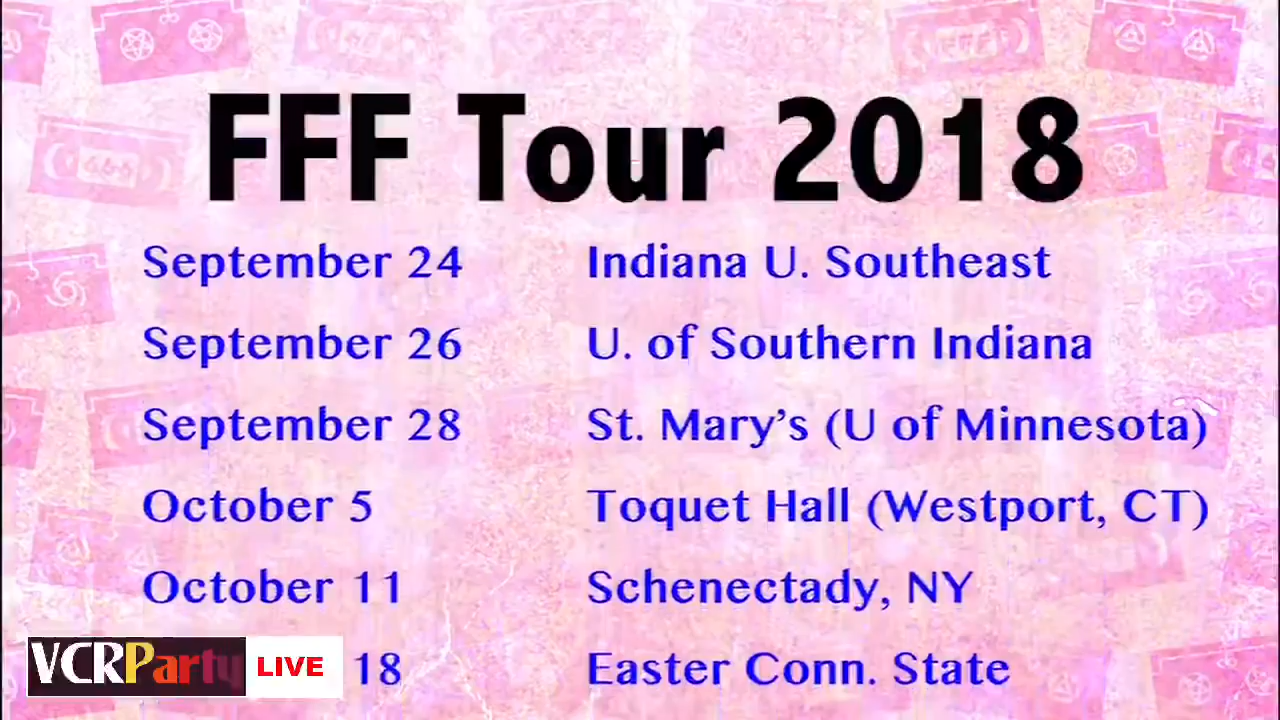 FFF Tour 2018
September 24 Indiana U. Southeast
September 26 U. of Southern Indiana
September 28 St. Mary's (U of Minnesota)
October 5 Toquet Hall (Westport, CT)
October 11 Schenectady, NY
18 Easter Conn. State
VCRParty LIVE